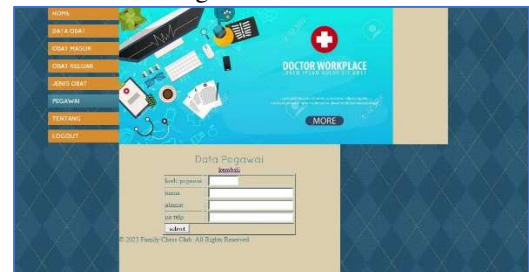 HOME
DATA OBAT
OBAT MASUK
OBAT KELUAR
JENIS OBAT
PEGAWAI
TENTANG
LOGOUT
DOCTOR WORKPLACE
MORE
Data Pegawai
kembali
kode pegawai
nama
alamat
no telp
submit
© 2023 Family Chess Club. All Rights Reserved